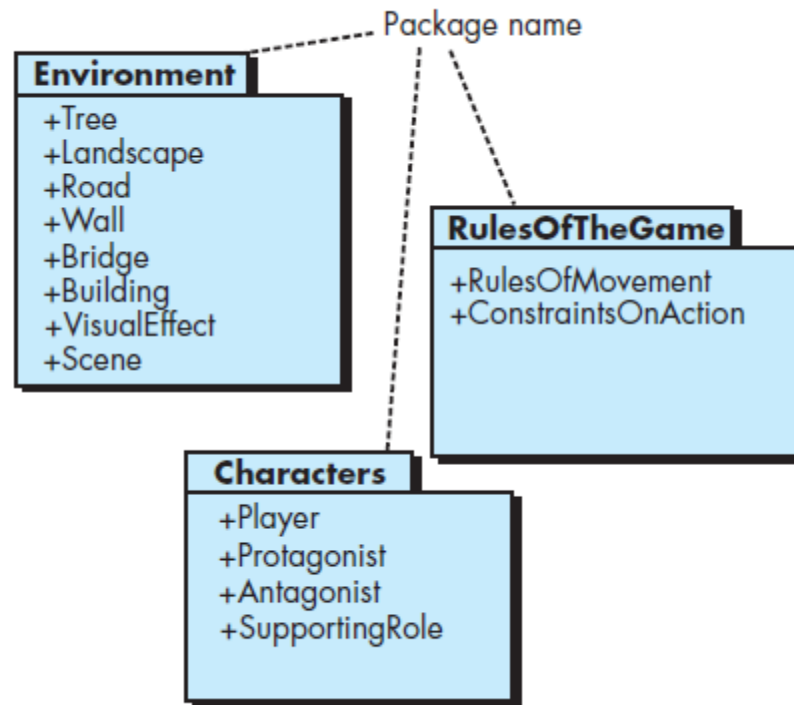 Package name
Environment
+Tree
+Landscape
+Road
+Wall
+Bridge
+Building
+VisualEffect
+Scene
RulesOfTheGame
+RulesOfMovement
+ConstraintsOnAction
Characters
+Player
+Protagonist
+Antagonist
+SupportingRole